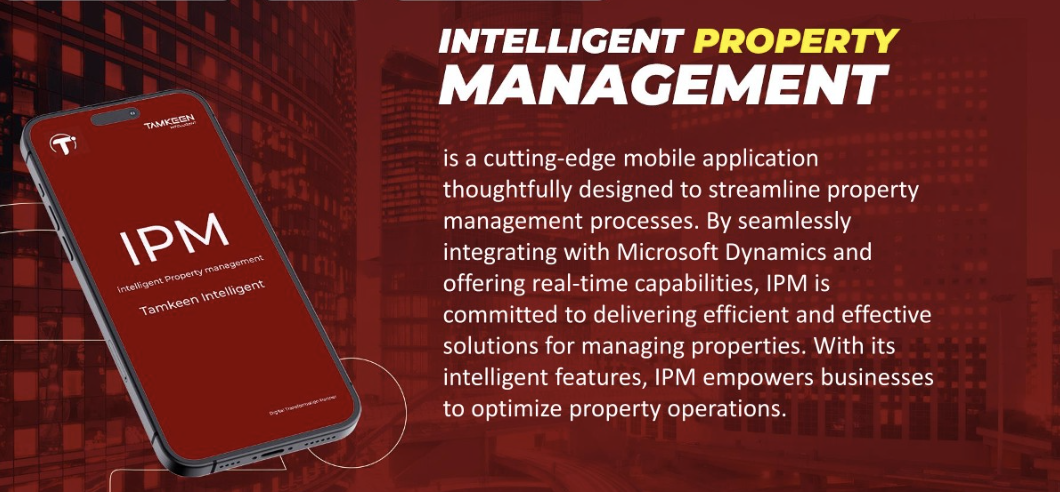 INTELLIGENT PROPERTY
MANAGEMENT
is a cutting-edge mobile application
thoughtfully designed to streamline property
management processes. By seamlessly
integrating with Microsoft Dynamics and
offering real-time capabilities, IPM is
committed to delivering efficient and effective
solutions for managing properties. With its
intelligent features, IPM empowers businesses
to optimize property operations.
TAMKEEN
INTELLIGENT
IPM
Intelligent Property management
Tamkeen Intelligent
Digital Transformation Partner